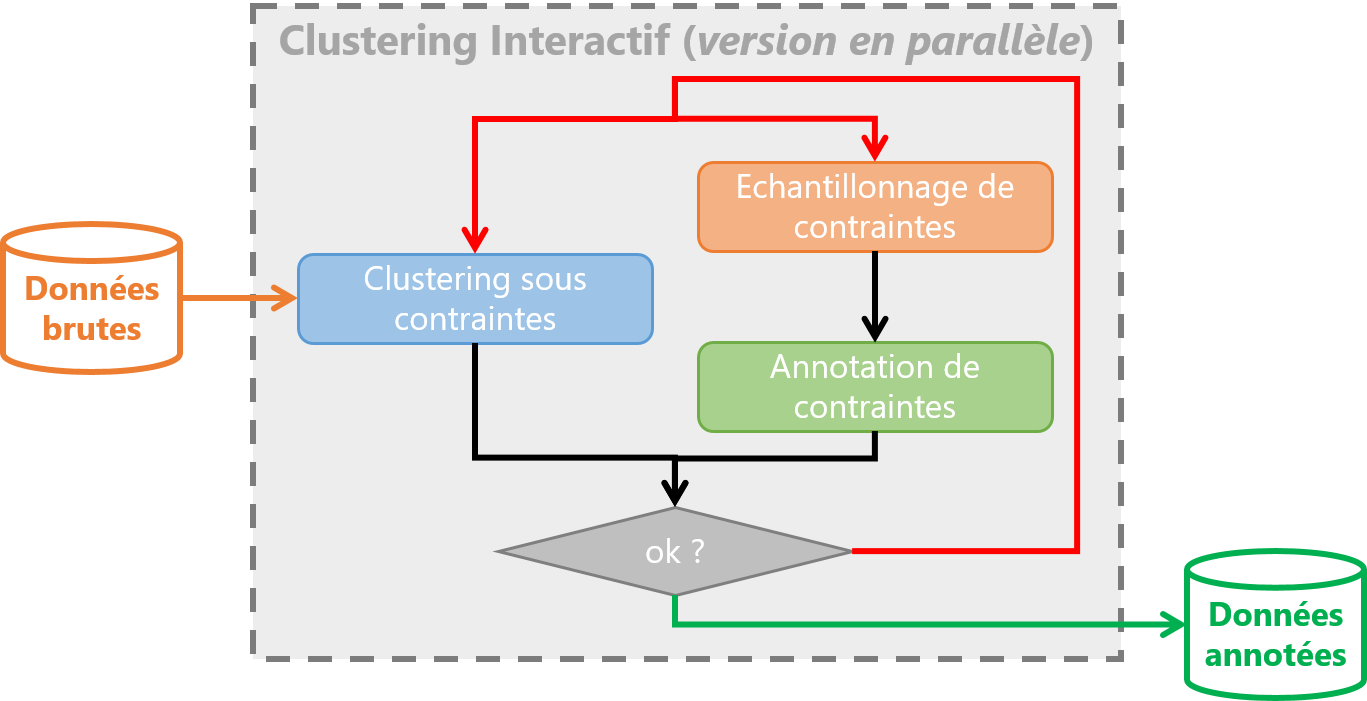 Clustering Interactif (version en parallèle)
Echantillonnage de
contraintes
Données
brutes
Clustering sous
contraintes
Annotation de
contraintes
ok ?
Données
annotées